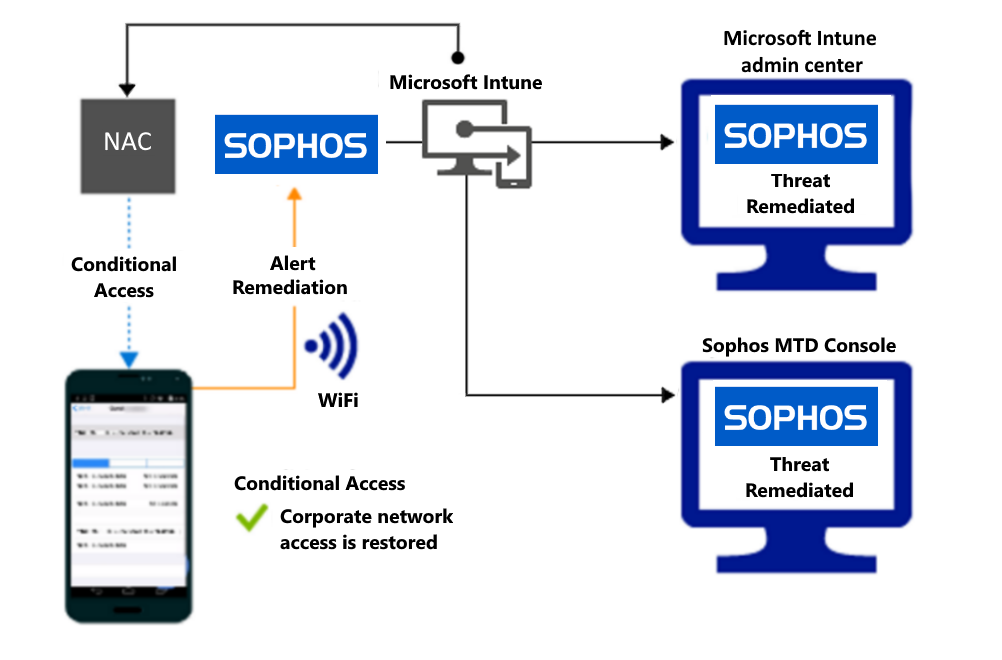 Microsoft Intune
admin center
Microsoft Intune
NAC
SOPHOS
SOPHOS
Threat
Remediated
Conditional
Access
Alert
Remediation
WiFi
Sophos MTD Console
SOPHOS
Threat
Remediated
Conditional Access
Corporate network
access is restored